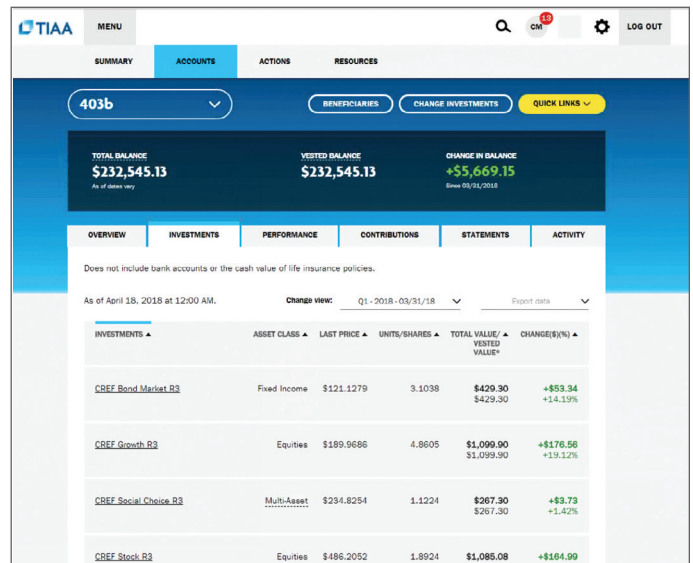 TIAA MENU CM 13 LOG OUT
SUMMARY ACCOUNTS ACTIONS RESOURCES
403b BENEFICIARIES CHANGE INVESTMENTS QUICK LINKS
TOTAL BALANCE VESTED BALANCE CHANGE IN BALANCE
$232,545.13 $232,545.13 +$5,669.15
As of dates vary Since 03/31/2018
OVERVIEW INVESTMENTS PERFORMANCE CONTRIBUTIONS STATEMENTS ACTIVITY
Does not include bank accounts or the cash value of life insurance policies.
As of April 18, 2018 at 12:00 AM. Change view: Q1 - 2018 - 03/31/18 Export data
INVESTMENTS ▲ ASSET CLASS ▲ LAST PRICE ▲ UNITS/SHARES ▲ TOTAL VALUE/ ▲ CHANGE($)(%) ▲
VESTED
VALUE*
CREF Bond Market R3 Fixed Income $121.1279 3.1038 $429.30 +$53.34
$429.30 +14.19%
CREF Growth R3 Equities $189.9686 4.8605 $1,099.90 +$176.56
$1,099.90 +19.12%
CREF Social Choice R3 Multi-Asset $234.8254 1.1224 $267.30 +$3.73
$267.30 +1.42%
CREF Stock R3 Equities $486.2052 1.8924 $1,085.08 +$164.99